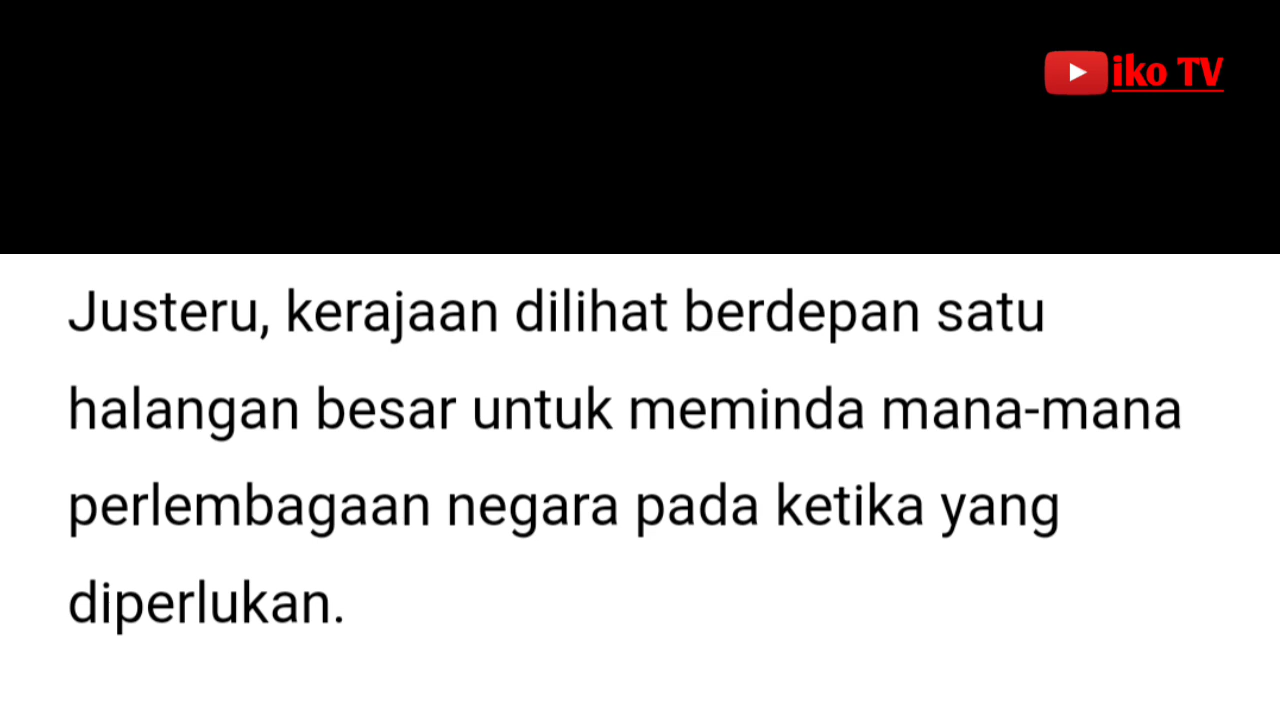 iko TV
Justeru, kerajaan dilihat berdepan satu
halangan besar untuk meminda mana-mana
perlembagaan negara pada ketika yang
diperlukan.